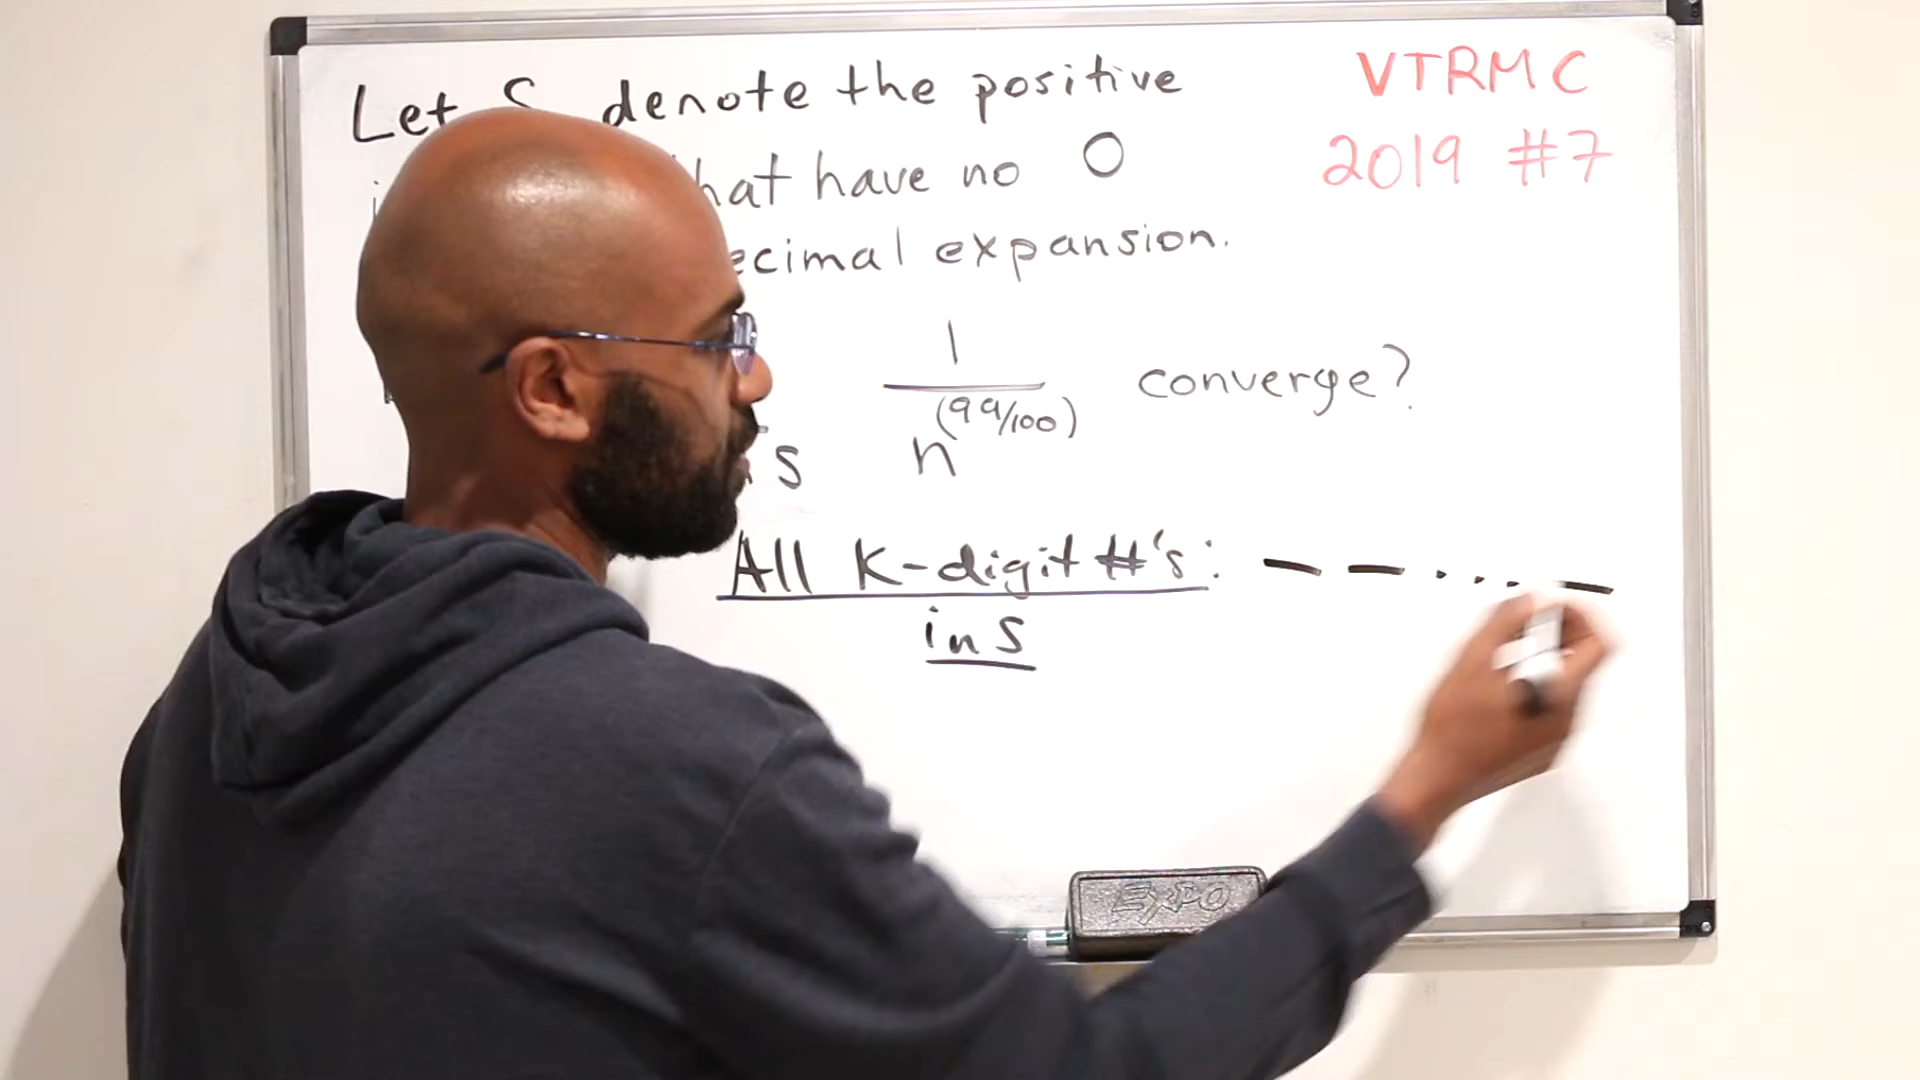 Let S denote the positive
hat have no 0
ecimal expansion.
1
n^(99/100) converge?
s
All K-digit #'s:
in S
VTRMC
2019 #7
EXPO